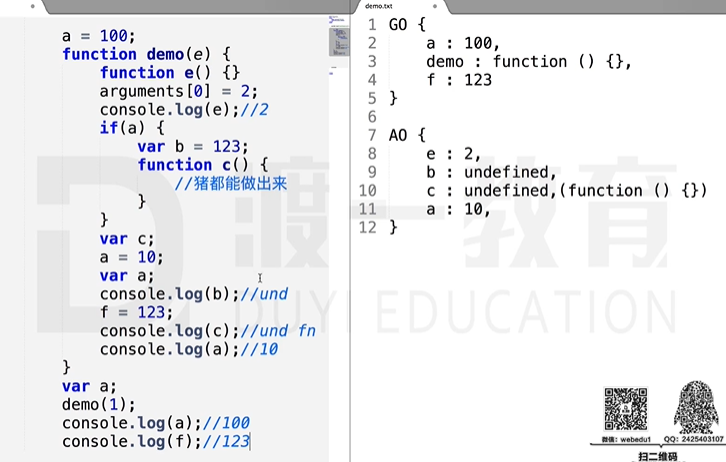 demo.txt
a = 100;
function demo(e) {
function e() {}
arguments[0] = 2;
console.log(e);//2
if(a) {
var b = 123;
function c() {
//猪都能做出来
}
}
var c;
a = 10;
var a;
console.log(b);//und
f = 123;
console.log(c);//und fn
console.log(a);//10
}
var a;
demo(1);
console.log(a);//100
console.log(f);//123
1 GO {
2 a : 100,
3 demo : function () {},
4 f : 123
5 }
6
7 AO {
8 e : 2,
9 b : undefined,
10 c : undefined,(function () {})
11 a : 10,
12 }
渡一教育
DUYI EDUCATION
微信: webedu1 QQ: 2425403107
扫二维码